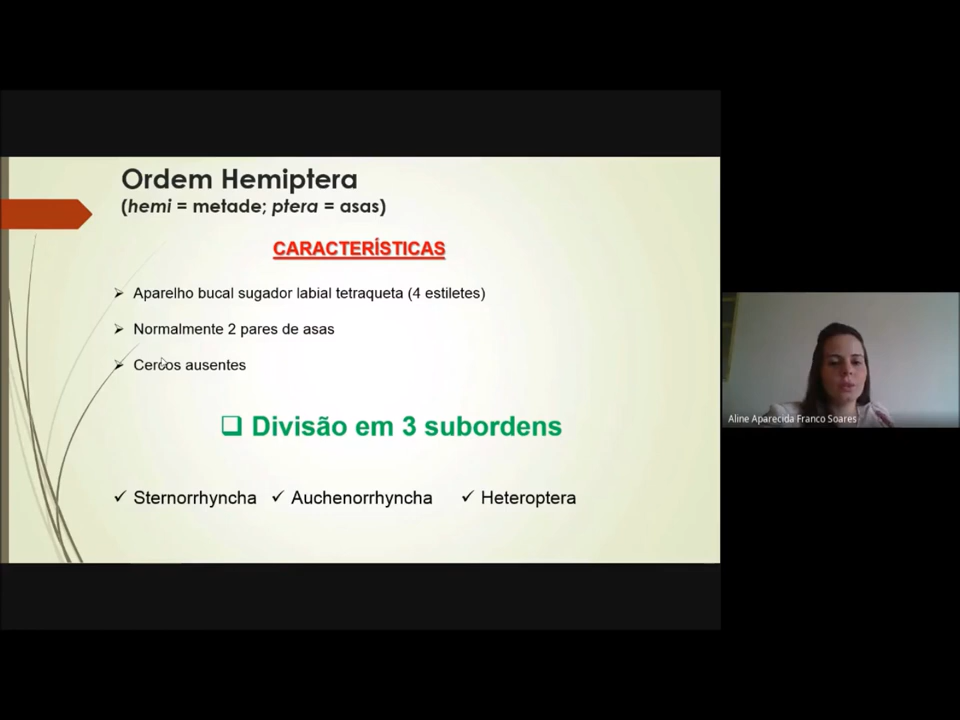 Ordem Hemiptera
(hemi = metade; ptera = asas)
CARACTERÍSTICAS
Aparelho bucal sugador labial tetraqueta (4 estiletes)
Normalmente 2 pares de asas
Cercos ausentes
Divisão em 3 subordens
Sternorrhyncha Auchenorrhyncha Heteroptera
Aline Aparecida Franco Soares